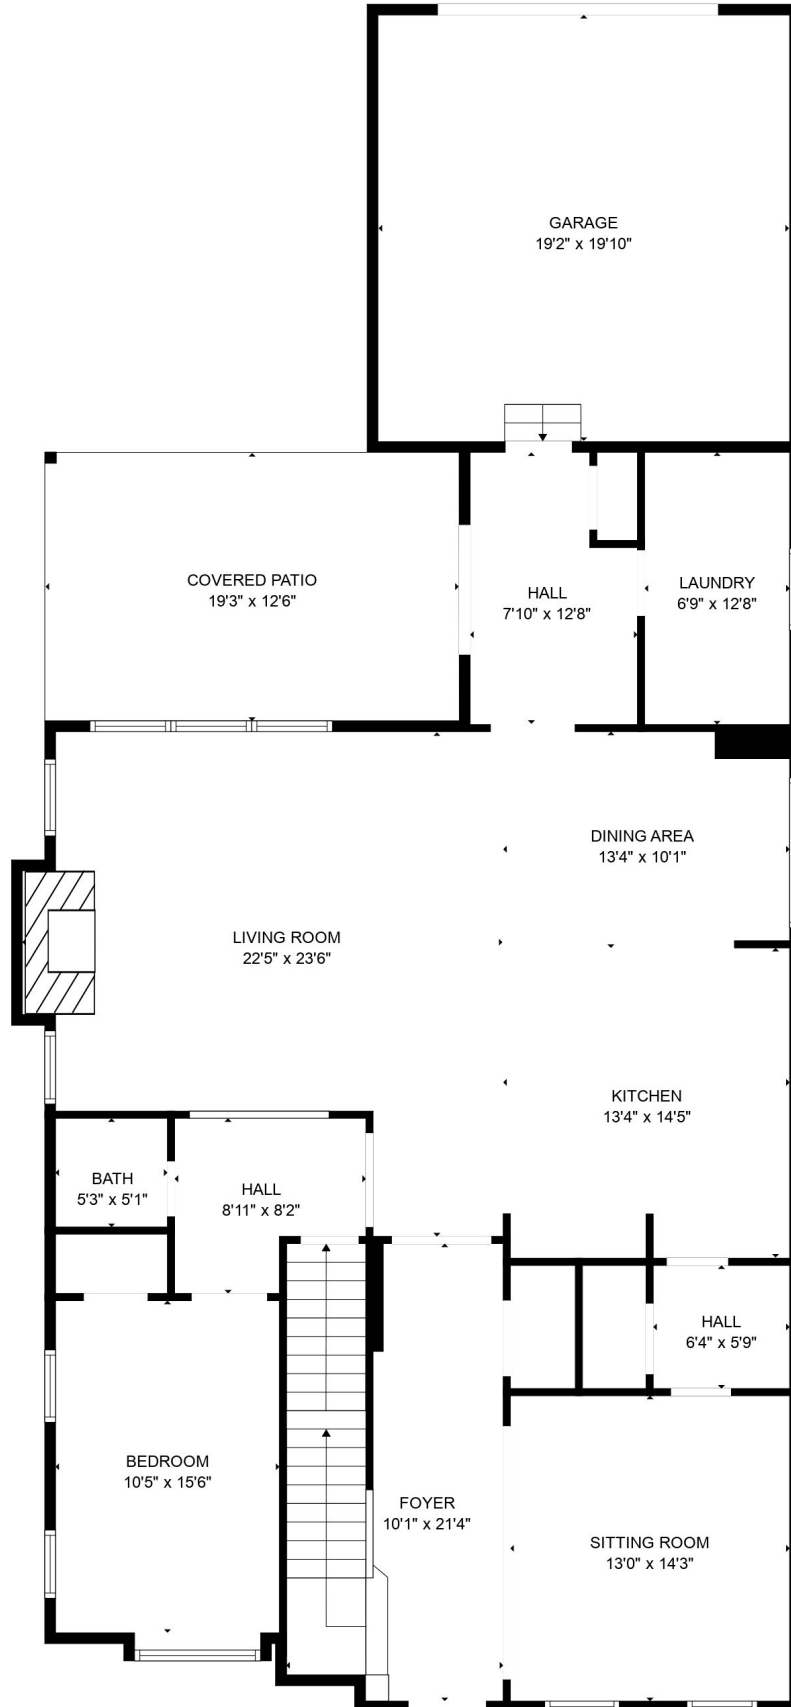 GARAGE
19'2" x 19'10"
COVERED PATIO
19'3" x 12'6"
HALL
7'10" x 12'8"
LAUNDRY
6'9" x 12'8"
DINING AREA
13'4" x 10'1"
LIVING ROOM
22'5" x 23'6"
KITCHEN
13'4" x 14'5"
BATH
5'3" x 5'1"
HALL
8'11" x 8'2"
HALL
6'4" x 5'9"
BEDROOM
10'5" x 15'6"
FOYER
10'1" x 21'4"
SITTING ROOM
13'0" x 14'3"